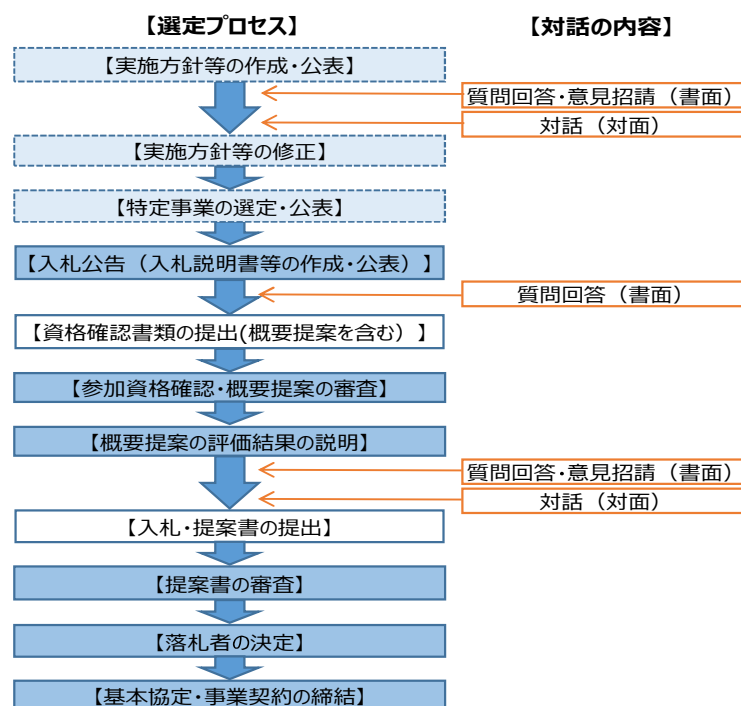 【選定プロセス】
【対話の内容】
【実施方針等の作成・公表】
質問回答・意見招請（書面）
対話（対面）
【実施方針等の修正】
【特定事業の選定・公表】
【入札公告（入札説明書等の作成・公表）】
質問回答（書面）
【資格確認書類の提出(概要提案を含む）】
【参加資格確認・概要提案の審査】
【概要提案の評価結果の説明】
質問回答・意見招請（書面）
対話（対面）
【入札・提案書の提出】
【提案書の審査】
【落札者の決定】
【基本協定・事業契約の締結】